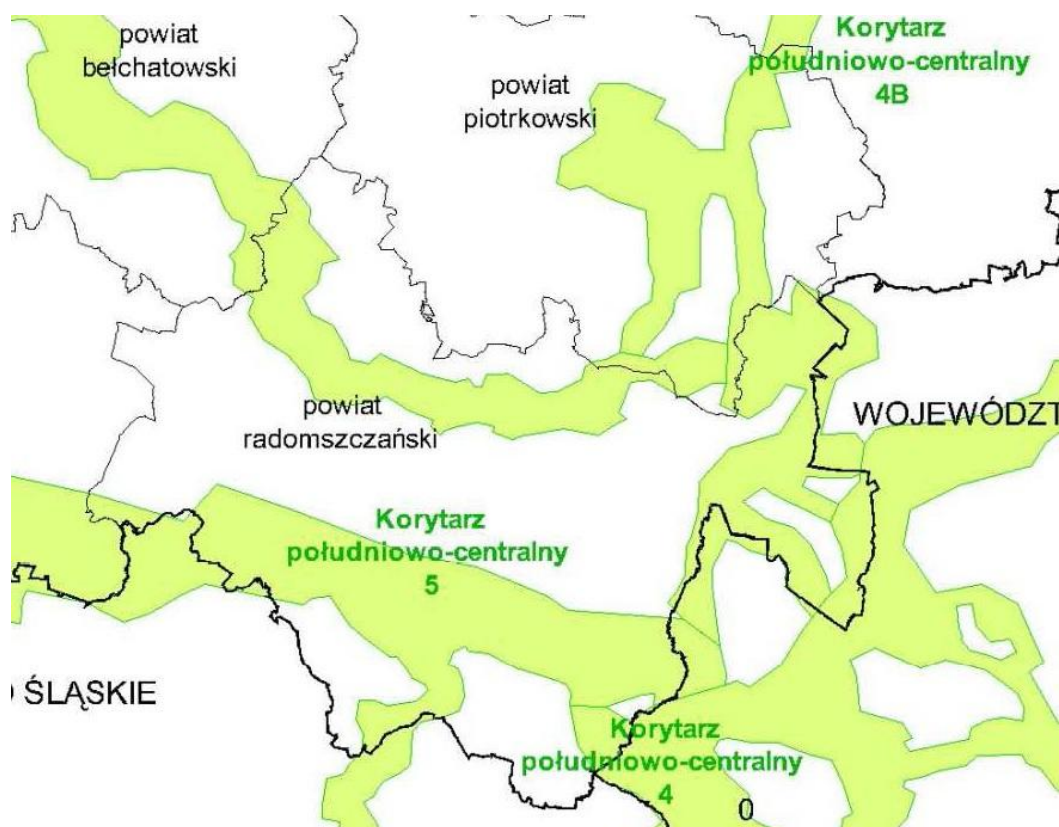 powiat
bełchatowski
powiat
piotrkowski
Korytarz
południowo-centralny
4B
powiat
radomszczański
WOJEWÓDZT
Korytarz
południowo-centralny
5
ŚLĄSKIE
Korytarz
południowo-centralny
4
0